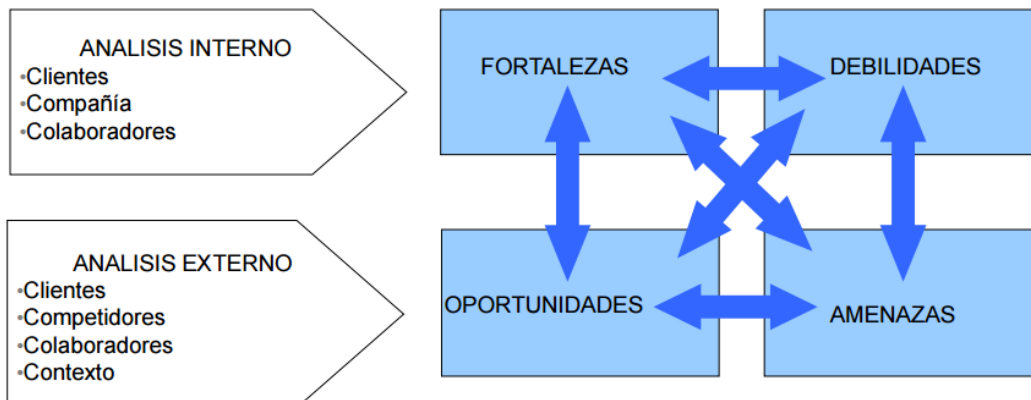 ANALISIS INTERNO
•Clientes
•Compañía
•Colaboradores
FORTALEZAS
DEBILIDADES
ANALISIS EXTERNO
•Clientes
•Competidores
•Colaboradores
•Contexto
OPORTUNIDADES
AMENAZAS